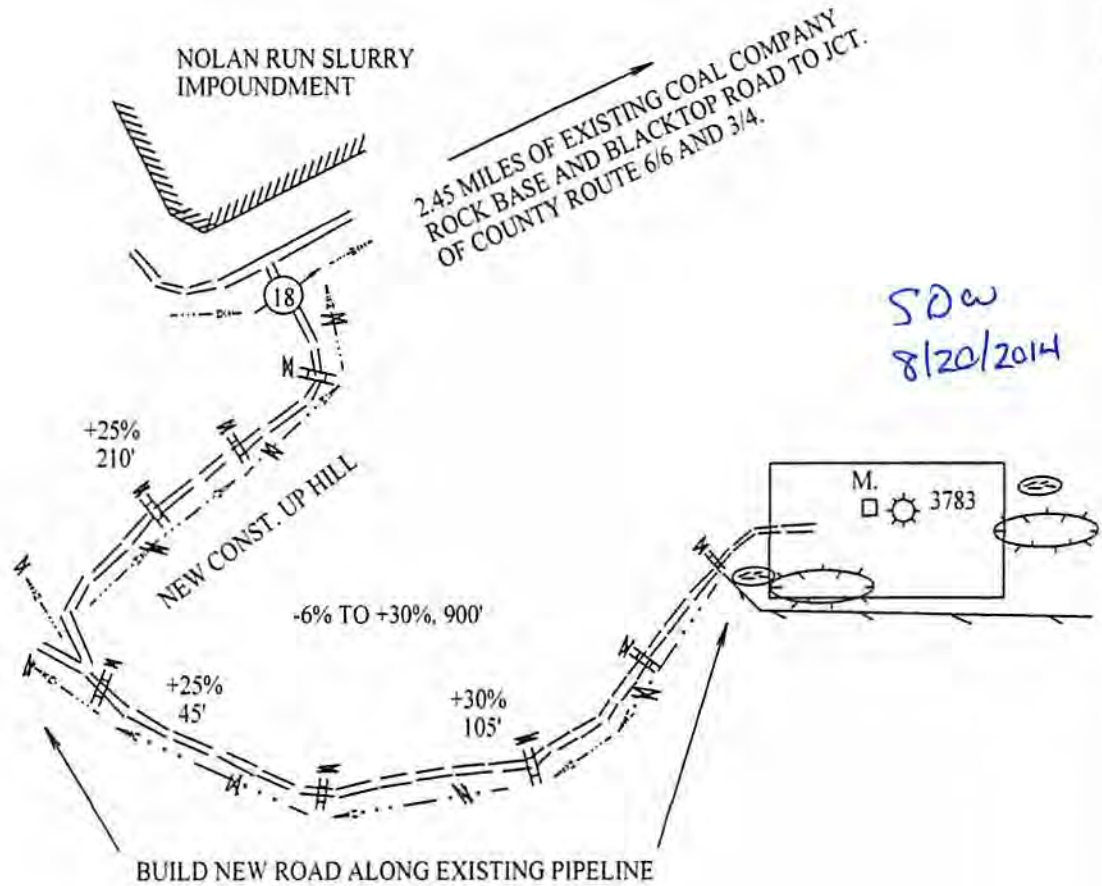 NOLAN RUN SLURRY
IMPOUNDMENT
2.45 MILES OF EXISTING COAL COMPANY
ROCK BASE AND BLACKTOP ROAD TO JCT.
OF COUNTY ROUTE 6/6 AND 3/4.
18
SDW
8/20/2014
+25%
210'
NEW CONST. UP HILL
M.
3783
-6% TO +30%, 900'
+25%
45'
+30%
105'
BUILD NEW ROAD ALONG EXISTING PIPELINE